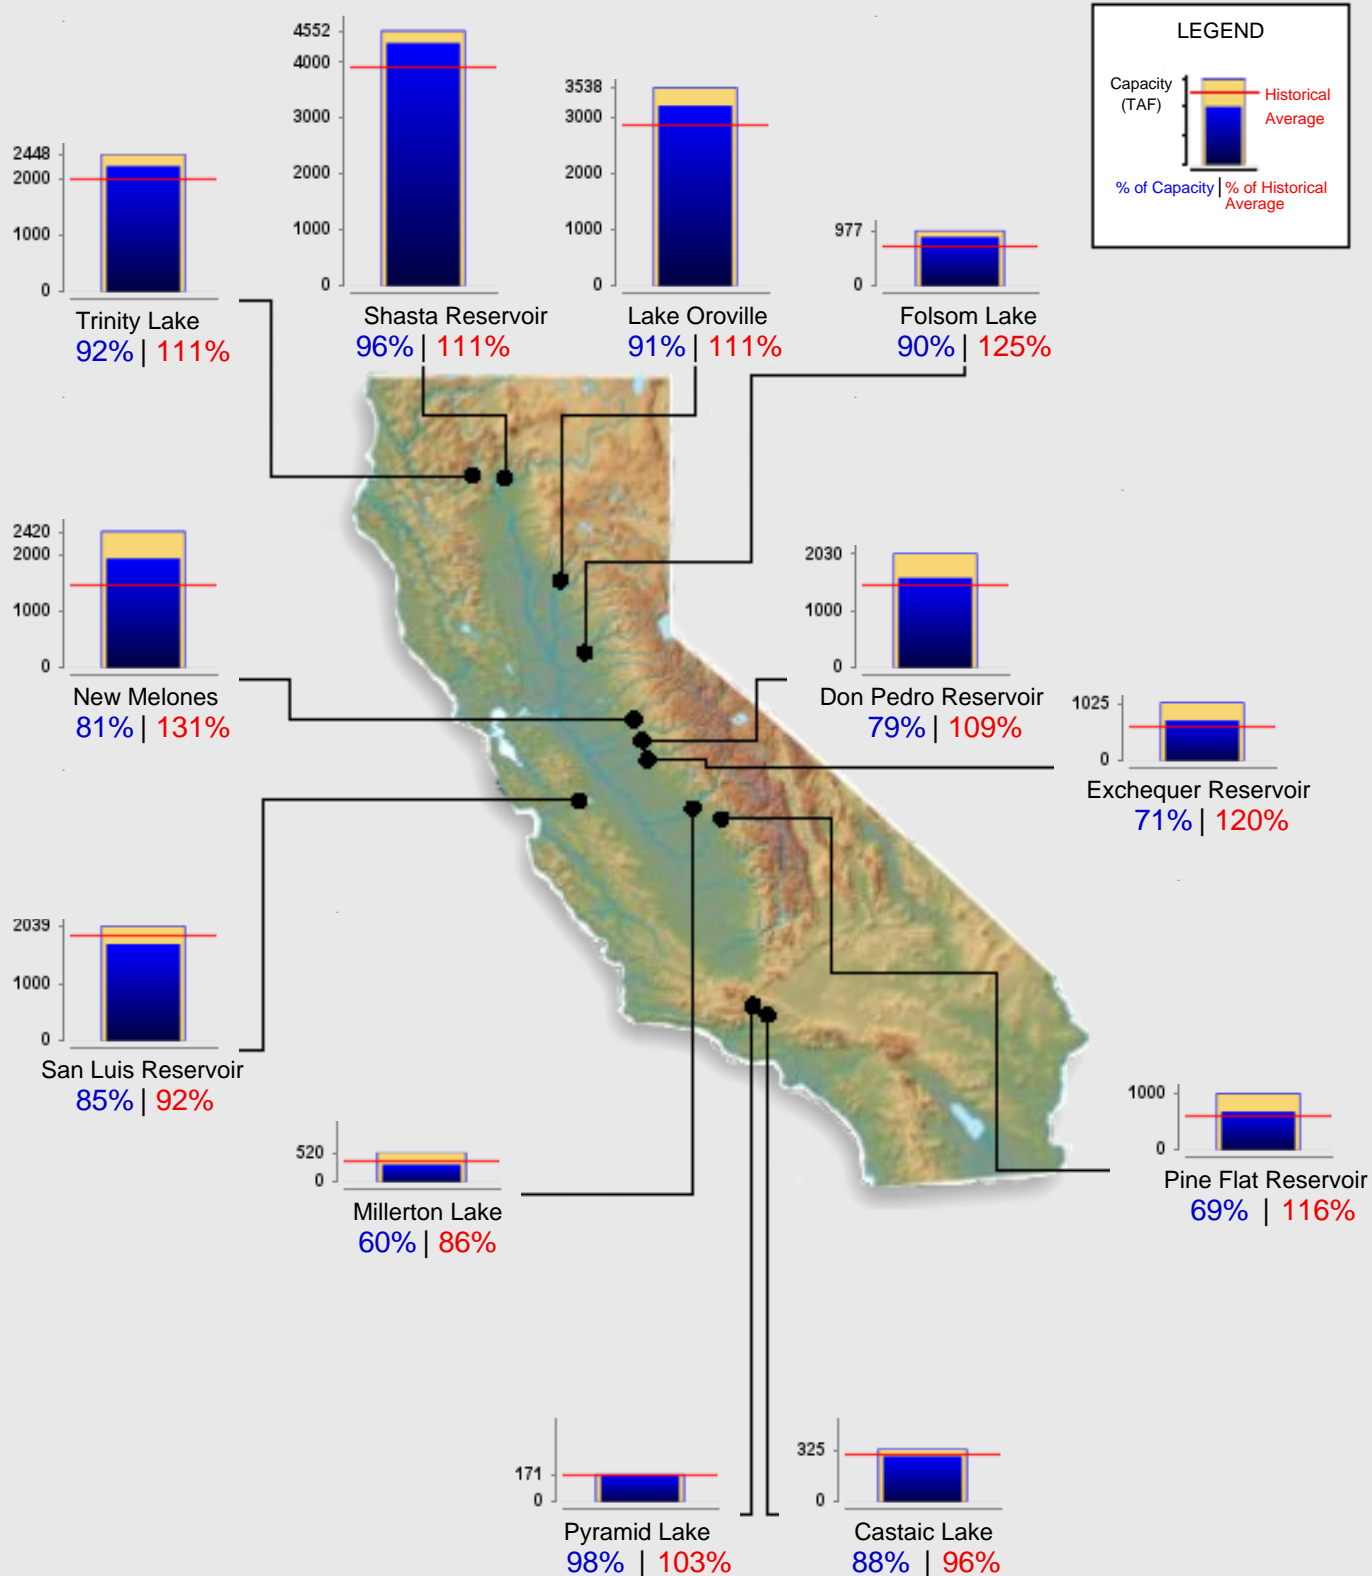 LEGEND
Capacity
(TAF)
Historical
Average
% of Capacity | % of Historical
Average
4552
4000
3000
2000
1000
0
Shasta Reservoir
96% | 111%
3538
3000
2000
1000
0
Lake Oroville
91% | 111%
977
0
Folsom Lake
90% | 125%
2448
2000
1000
0
Trinity Lake
92% | 111%
2420
2000
1000
0
New Melones
81% | 131%
2030
1000
0
Don Pedro Reservoir
79% | 109%
1025
0
Exchequer Reservoir
71% | 120%
2039
1000
0
San Luis Reservoir
85% | 92%
520
0
Millerton Lake
60% | 86%
1000
0
Pine Flat Reservoir
69% | 116%
171
0
Pyramid Lake
98% | 103%
325
0
Castaic Lake
88% | 96%